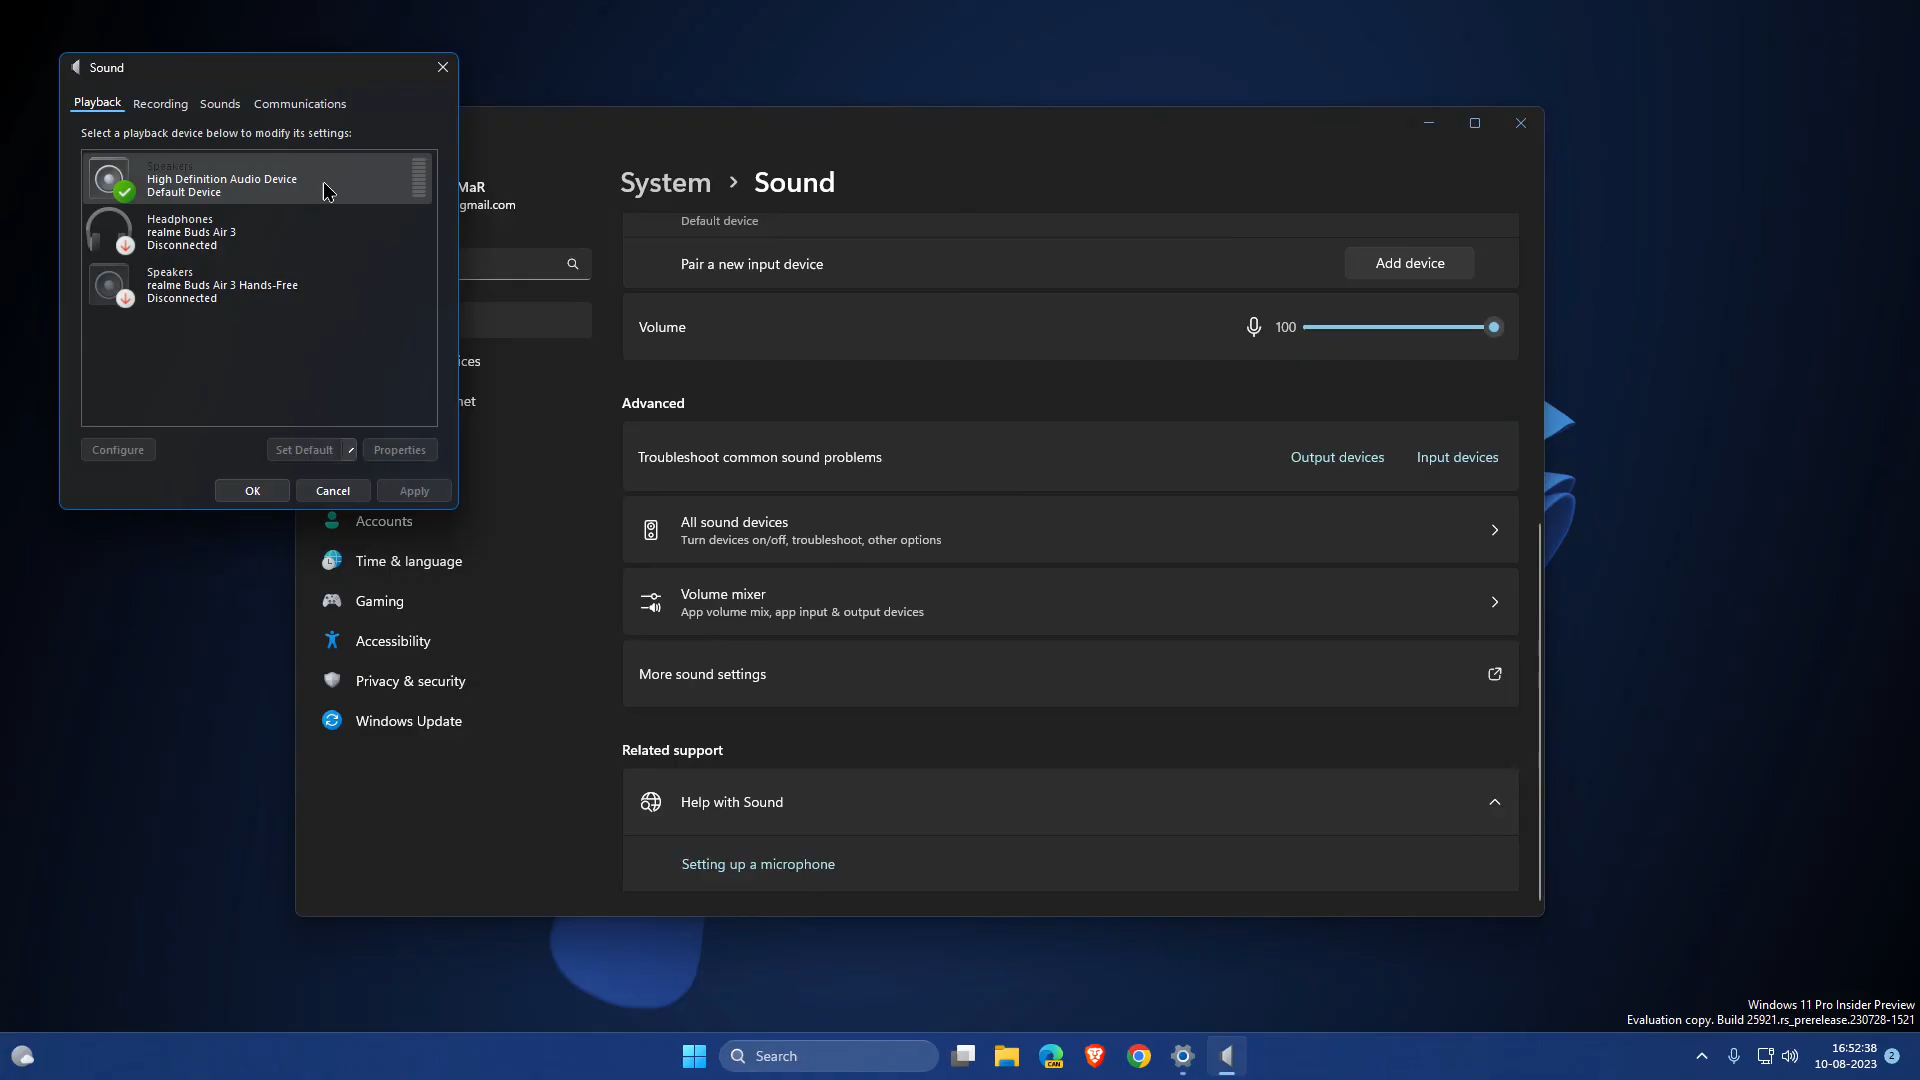 Sound
Playback Recording Sounds Communications
Select a playback device below to modify its settings:
Speakers
High Definition Audio Device
Default Device
Headphones
realme Buds Air 3
Disconnected
Speakers
realme Buds Air 3 Hands-Free
Disconnected
Configure Set Default Properties
OK Cancel Apply
MaR
gmail.com
ices
net
Accounts
Time & language
Gaming
Accessibility
Privacy & security
Windows Update
System › Sound
Default device
Pair a new input device Add device
Volume 100
Advanced
Troubleshoot common sound problems Output devices Input devices
All sound devices
Turn devices on/off, troubleshoot, other options
Volume mixer
App volume mix, app input & output devices
More sound settings
Related support
Help with Sound
Setting up a microphone
Windows 11 Pro Insider Preview
Evaluation copy. Build 25921.rs_prerelease.230728-1521
Search
CAN
16:52:38
10-08-2023
2